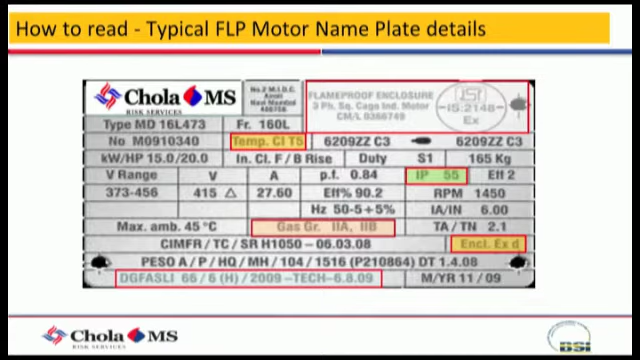 How to read - Typical FLP Motor Name Plate details
Chola MS
RISK SERVICES
No.2 M.I.D.C.
FLAMEPROOF ENCLOSURE
3 Ph. Sq. Cage Ind. Motor
CM/L 0366749
IS:2148
Ex
Type MD 16L473 Fr. 160L
No M0910340 Temp. Cl T5 6209ZZ C3 6209ZZ C3
kW/HP 15.0/20.0 In. Cl. F / B Rise Duty S1 165 Kg
V Range V A p.f. 0.84 IP 55 Eff 2
373-456 415 △ 27.60 Eff% 90.2 RPM 1450
Hz 50-5+5% IA/IN 6.00
Max. amb. 45°C Gas Gr. IIA, IIB TA / TN 2.1
CIMFR / TC / SR H1050 – 06.03.08 Encl. Ex d
PESO A / P / HQ / MH / 104 / 1516 (P210864) DT 1.4.08
DGFASLI 66 / 6 (H) / 2009 –TECH–6.8.09 M/YR 11 / 09
Chola MS
RISK SERVICES